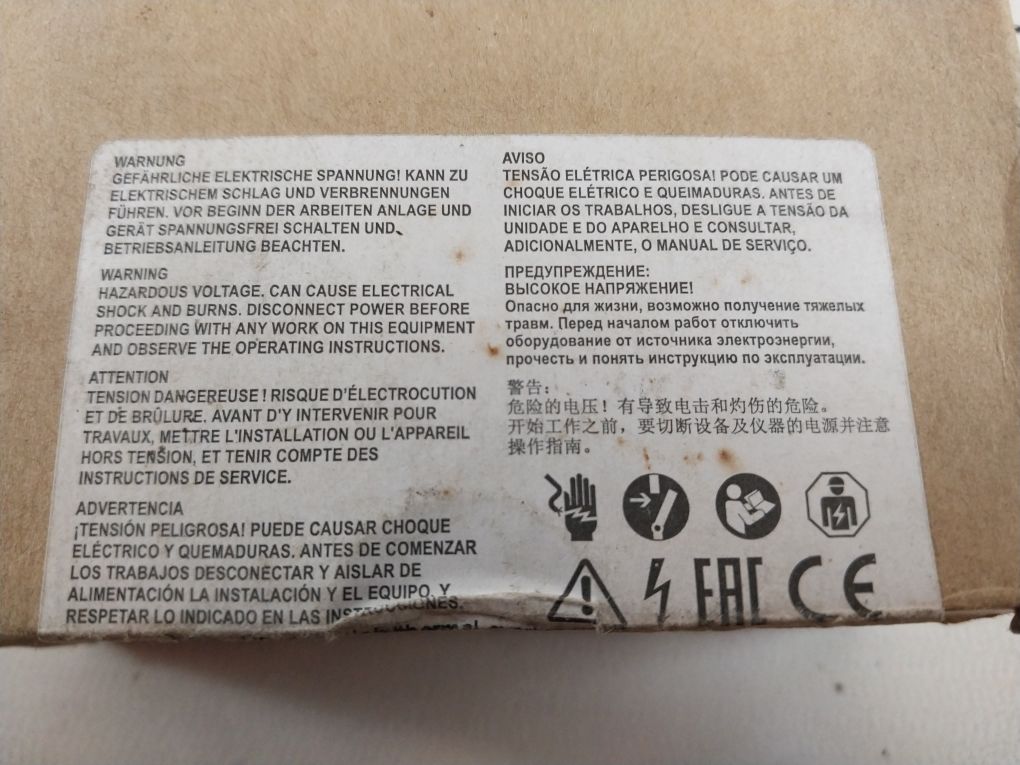 WARNUNG
GEFÄHRLICHE ELEKTRISCHE SPANNUNG! KANN ZU
ELEKTRISCHEM SCHLAG UND VERBRENNUNGEN
FÜHREN. VOR BEGINN DER ARBEITEN ANLAGE UND
GERÄT SPANNUNGSFREI SCHALTEN UND
BETRIEBSANLEITUNG BEACHTEN.
WARNING
HAZARDOUS VOLTAGE. CAN CAUSE ELECTRICAL
SHOCK AND BURNS. DISCONNECT POWER BEFORE
PROCEEDING WITH ANY WORK ON THIS EQUIPMENT
AND OBSERVE THE OPERATING INSTRUCTIONS.
ATTENTION
TENSION DANGEREUSE ! RISQUE D'ÉLECTROCUTION
ET DE BRÛLURE. AVANT D'Y INTERVENIR POUR
TRAVAUX, METTRE L'INSTALLATION OU L'APPAREIL
HORS TENSION, ET TENIR COMPTE DES
INSTRUCTIONS DE SERVICE.
ADVERTENCIA
¡TENSIÓN PELIGROSA! PUEDE CAUSAR CHOQUE
ELÉCTRICO Y QUEMADURAS. ANTES DE COMENZAR
LOS TRABAJOS DESCONECTAR Y AISLAR DE
ALIMENTACIÓN LA INSTALACIÓN Y EL EQUIPO, Y
RESPETAR LO INDICADO EN LAS INSTRUCCIONES.
AVISO
TENSÃO ELÉTRICA PERIGOSA! PODE CAUSAR UM
CHOQUE ELÉTRICO E QUEIMADURAS. ANTES DE
INICIAR OS TRABALHOS, DESLIGUE A TENSÃO DA
UNIDADE E DO APARELHO E CONSULTAR,
ADICIONALMENTE, O MANUAL DE SERVIÇO.
ПРЕДУПРЕЖДЕНИЕ:
ВЫСОКОЕ НАПРЯЖЕНИЕ!
Опасно для жизни, возможно получение тяжелых
травм. Перед началом работ отключить
оборудование от источника электроэнергии,
прочесть и понять инструкцию по эксплуатации.
警告:
危险的电压！有导致电击和灼伤的危险。
开始工作之前，要切断设备及仪器的电源并注意
操作指南。
EAC CE